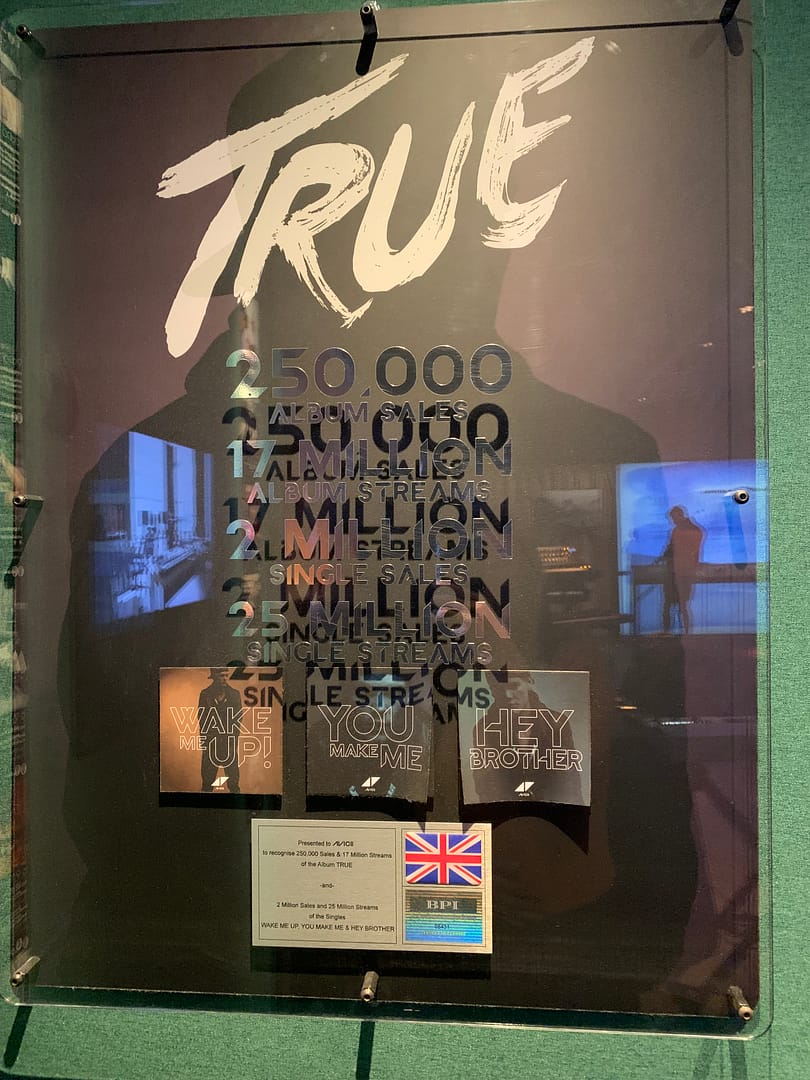 TRUE
250,000
ALBUM SALES
17 MILLION
ALBUM STREAMS
2 MILLION
SINGLE SALES
25 MILLION
SINGLE STREAMS
WAKE
ME UP!
AVICII
YOU
MAKE ME
AVICII
HEY
BROTHER
AVICII
Presented to AVICII
to recognise 250,000 Sales & 17 Million Streams
of the Album TRUE
-and-
2 Million Sales and 25 Million Streams
of the Singles
WAKE ME UP, YOU MAKE ME & HEY BROTHER
BPI